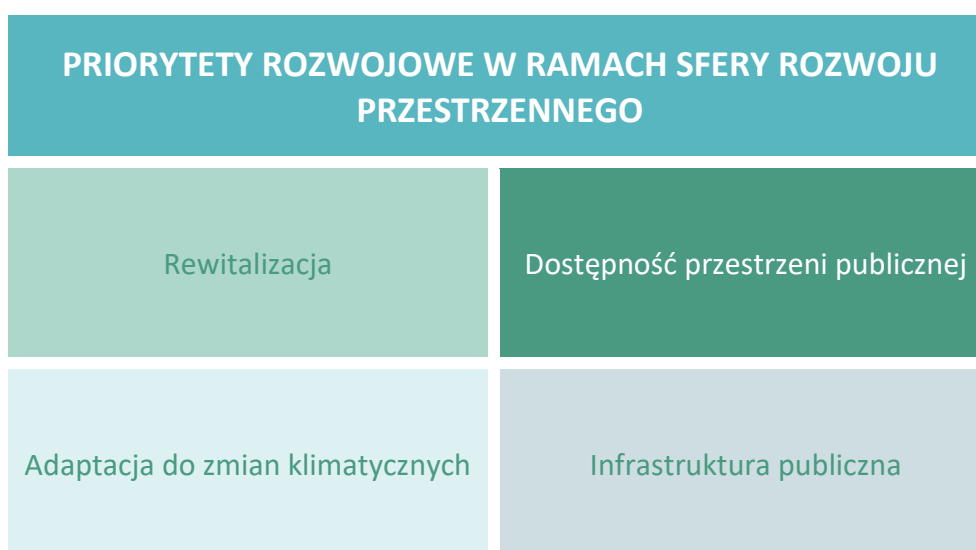 PRIORYTETY ROZWOJOWE W RAMACH SFERY ROZWOJU
PRZESTRZENNEGO
Rewitalizacja
Dostępność przestrzeni publicznej
Adaptacja do zmian klimatycznych
Infrastruktura publiczna